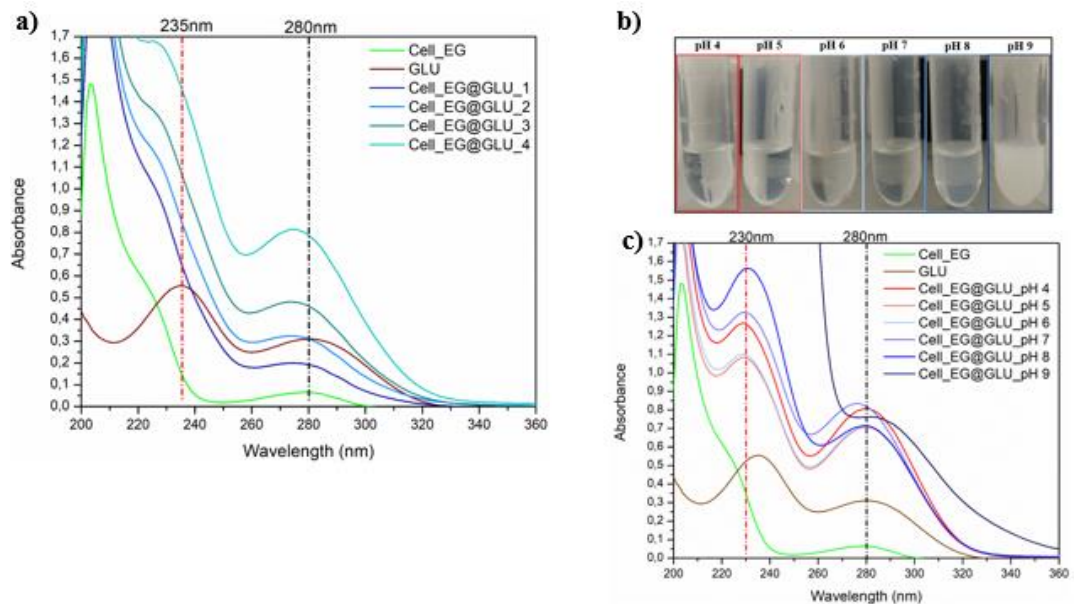 a)
235nm 280nm
1,7
1,6
1,5
1,4
1,3
1,2
1,1
1,0
0,9
0,8
0,7
0,6
0,5
0,4
0,3
0,2
0,1
0,0
Absorbance
200 220 240 260 280 300 320 340 360
Wavelength (nm)
Cell_EG
GLU
Cell_EG@GLU_1
Cell_EG@GLU_2
Cell_EG@GLU_3
Cell_EG@GLU_4
b)
pH 4 pH 5 pH 6 pH 7 pH 8 pH 9
c)
230nm 280nm
1,7
1,6
1,5
1,4
1,3
1,2
1,1
1,0
0,9
0,8
0,7
0,6
0,5
0,4
0,3
0,2
0,1
0,0
Absorbance
200 220 240 260 280 300 320 340 360
Wavelength (nm)
Cell_EG
GLU
Cell_EG@GLU_pH 4
Cell_EG@GLU_pH 5
Cell_EG@GLU_pH 6
Cell_EG@GLU_pH 7
Cell_EG@GLU_pH 8
Cell_EG@GLU_pH 9